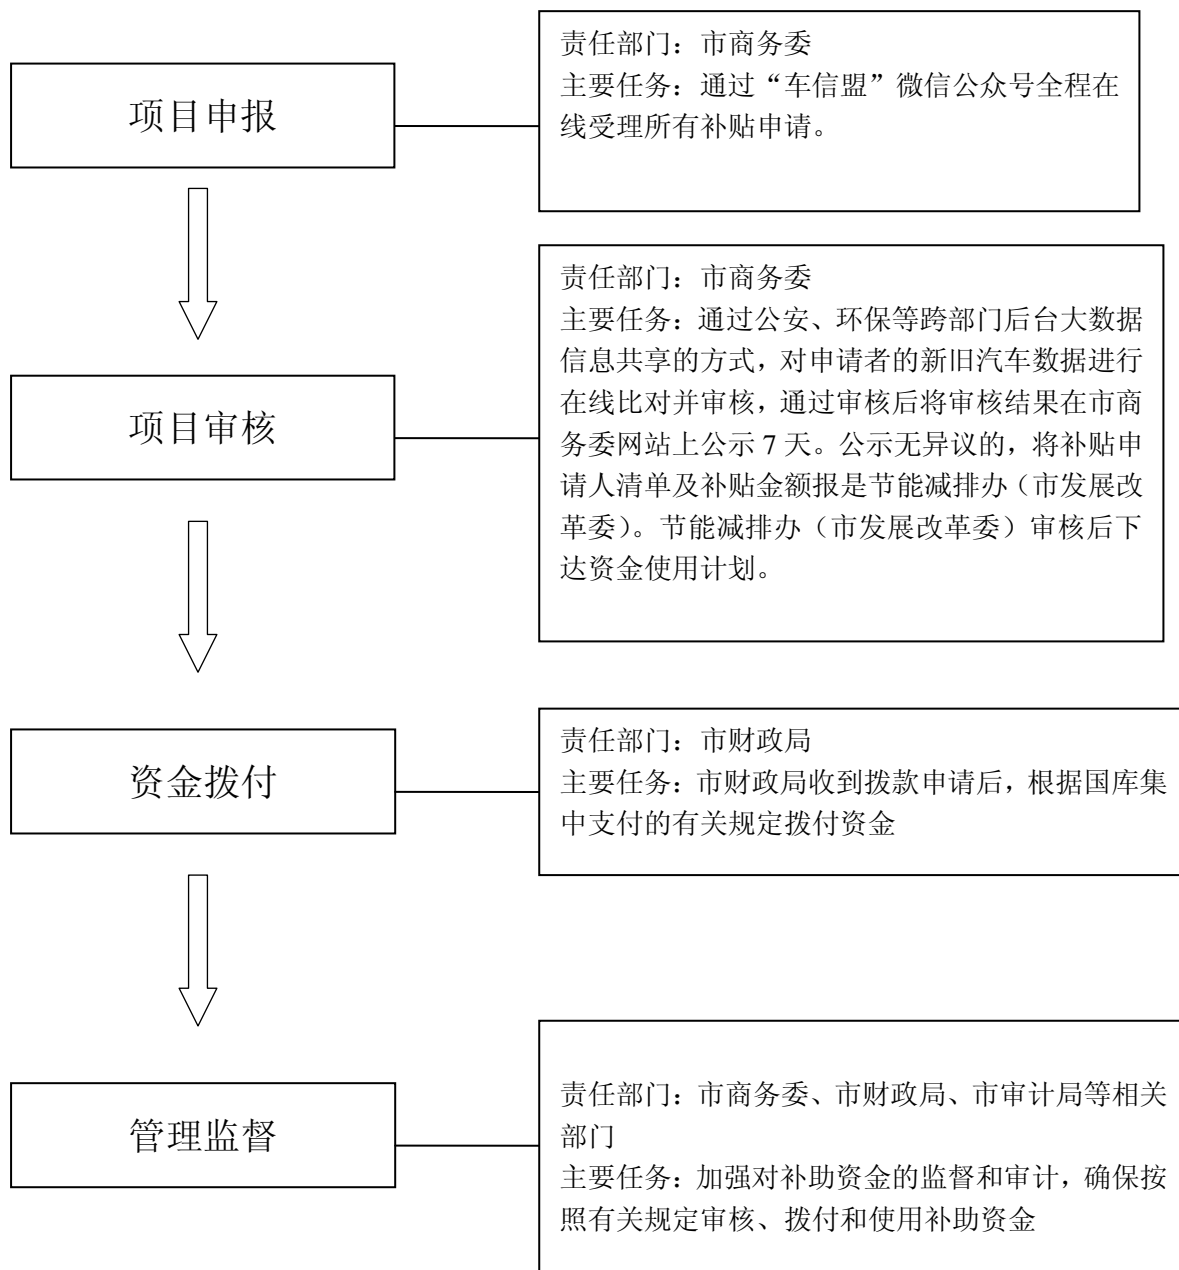 责任部门：市商务委
主要任务：通过“车信盟”微信公众号全程在
线受理所有补贴申请。
项目申报
责任部门：市商务委
主要任务：通过公安、环保等跨部门后台大数据
信息共享的方式，对申请者的新旧汽车数据进行
在线比对并审核，通过审核后将审核结果在市商
务委网站上公示 7 天。公示无异议的，将补贴申
请人清单及补贴金额报是节能减排办（市发展改
革委）。节能减排办（市发展改革委）审核后下
达资金使用计划。
项目审核
责任部门：市财政局
主要任务：市财政局收到拨款申请后，根据国库集
中支付的有关规定拨付资金
资金拨付
责任部门：市商务委、市财政局、市审计局等相关
部门
主要任务：加强对补助资金的监督和审计，确保按
照有关规定审核、拨付和使用补助资金
管理监督